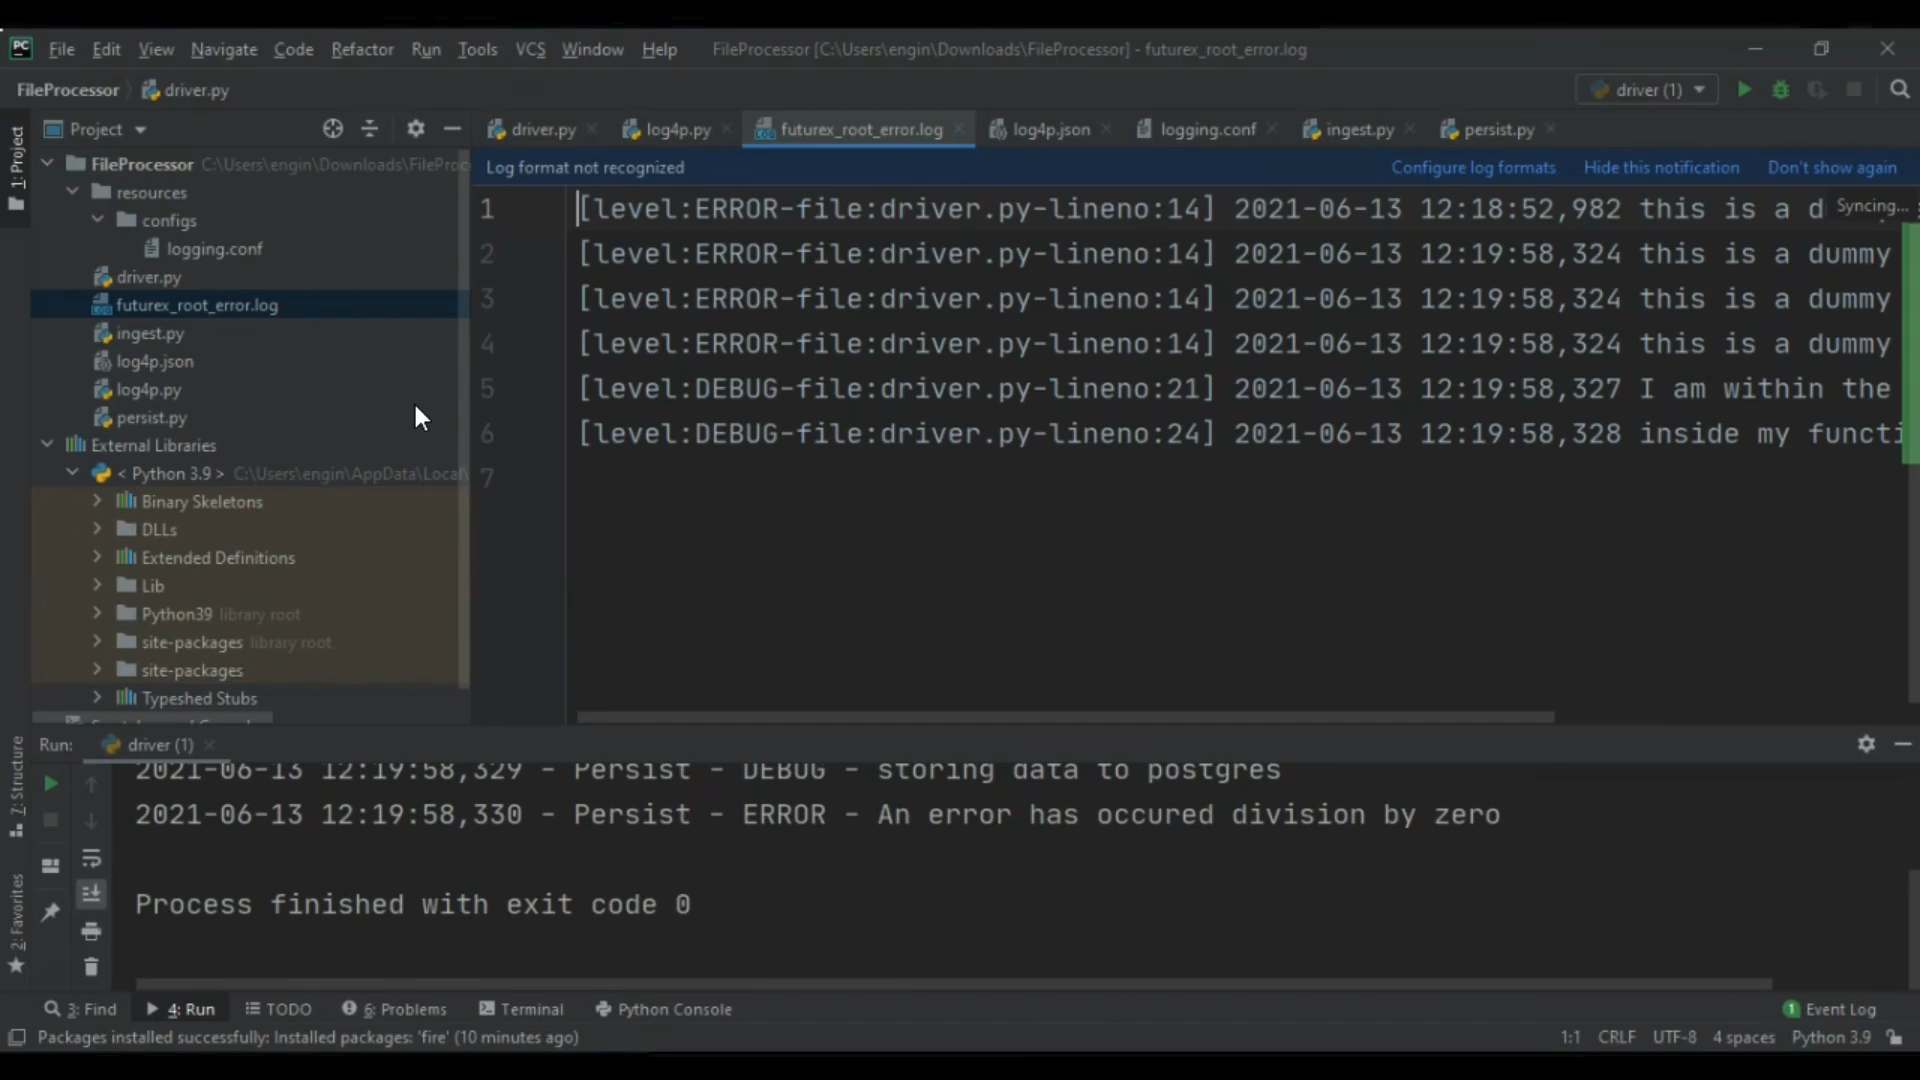 PC File Edit View Navigate Code Refactor Run Tools VCS Window Help FileProcessor [C:\Users\engin\Downloads\FileProcessor] - futurex_root_error.log
FileProcessor driver.py driver (1)
Project driver.py log4p.py futurex_root_error.log log4p.json logging.conf ingest.py persist.py
1: Project
FileProcessor C:\Users\engin\Downloads\FileProc
Log format not recognized Configure log formats Hide this notification Don't show again
resources
configs
logging.conf
driver.py
futurex_root_error.log
ingest.py
log4p.json
log4p.py
persist.py
External Libraries
< Python 3.9 > C:\Users\engin\AppData\Local\
Binary Skeletons
DLLs
Extended Definitions
Lib
Python39 library root
site-packages library root
site-packages
Typeshed Stubs
1 [level:ERROR-file:driver.py-lineno:14] 2021-06-13 12:18:52,982 this is a d Syncing...
2 [level:ERROR-file:driver.py-lineno:14] 2021-06-13 12:19:58,324 this is a dummy
3 [level:ERROR-file:driver.py-lineno:14] 2021-06-13 12:19:58,324 this is a dummy
4 [level:ERROR-file:driver.py-lineno:14] 2021-06-13 12:19:58,324 this is a dummy
5 [level:DEBUG-file:driver.py-lineno:21] 2021-06-13 12:19:58,327 I am within the
6 [level:DEBUG-file:driver.py-lineno:24] 2021-06-13 12:19:58,328 inside my functi
7
Run: driver (1)
7: Structure
2: Favorites
2021-06-13 12:19:58,329 - Persist - DEBUG - storing data to postgres
2021-06-13 12:19:58,330 - Persist - ERROR - An error has occured division by zero
Process finished with exit code 0
3: Find 4: Run TODO 6: Problems Terminal Python Console 1 Event Log
Packages installed successfully: Installed packages: 'fire' (10 minutes ago) 1:1 CRLF UTF-8 4 spaces Python 3.9